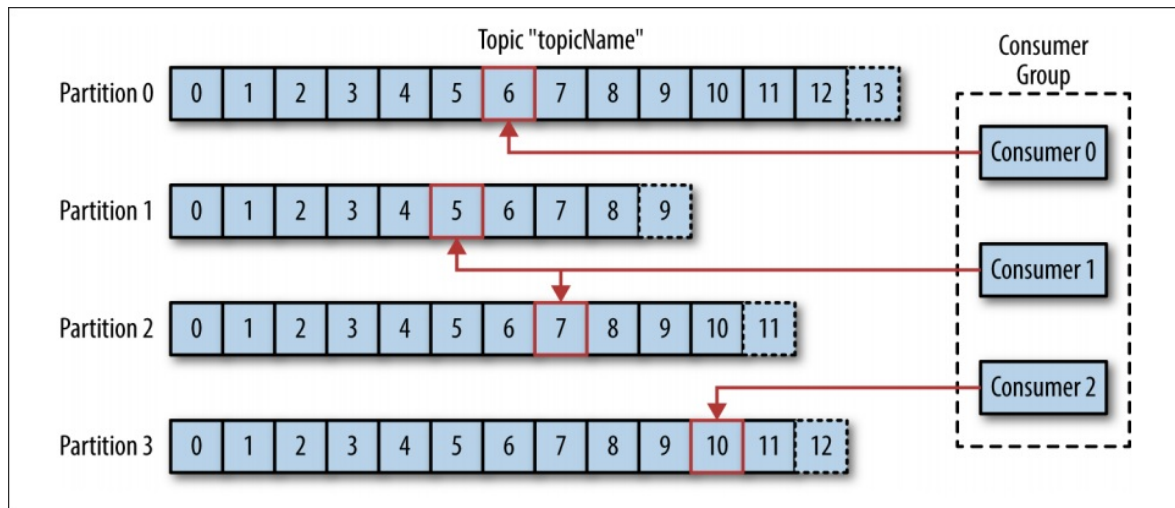 Topic "topicName"
Consumer
Group
Partition 0
0 1 2 3 4 5 6 7 8 9 10 11 12 13
Consumer 0
Partition 1
0 1 2 3 4 5 6 7 8 9
Consumer 1
Partition 2
0 1 2 3 4 5 6 7 8 9 10 11
Consumer 2
Partition 3
0 1 2 3 4 5 6 7 8 9 10 11 12